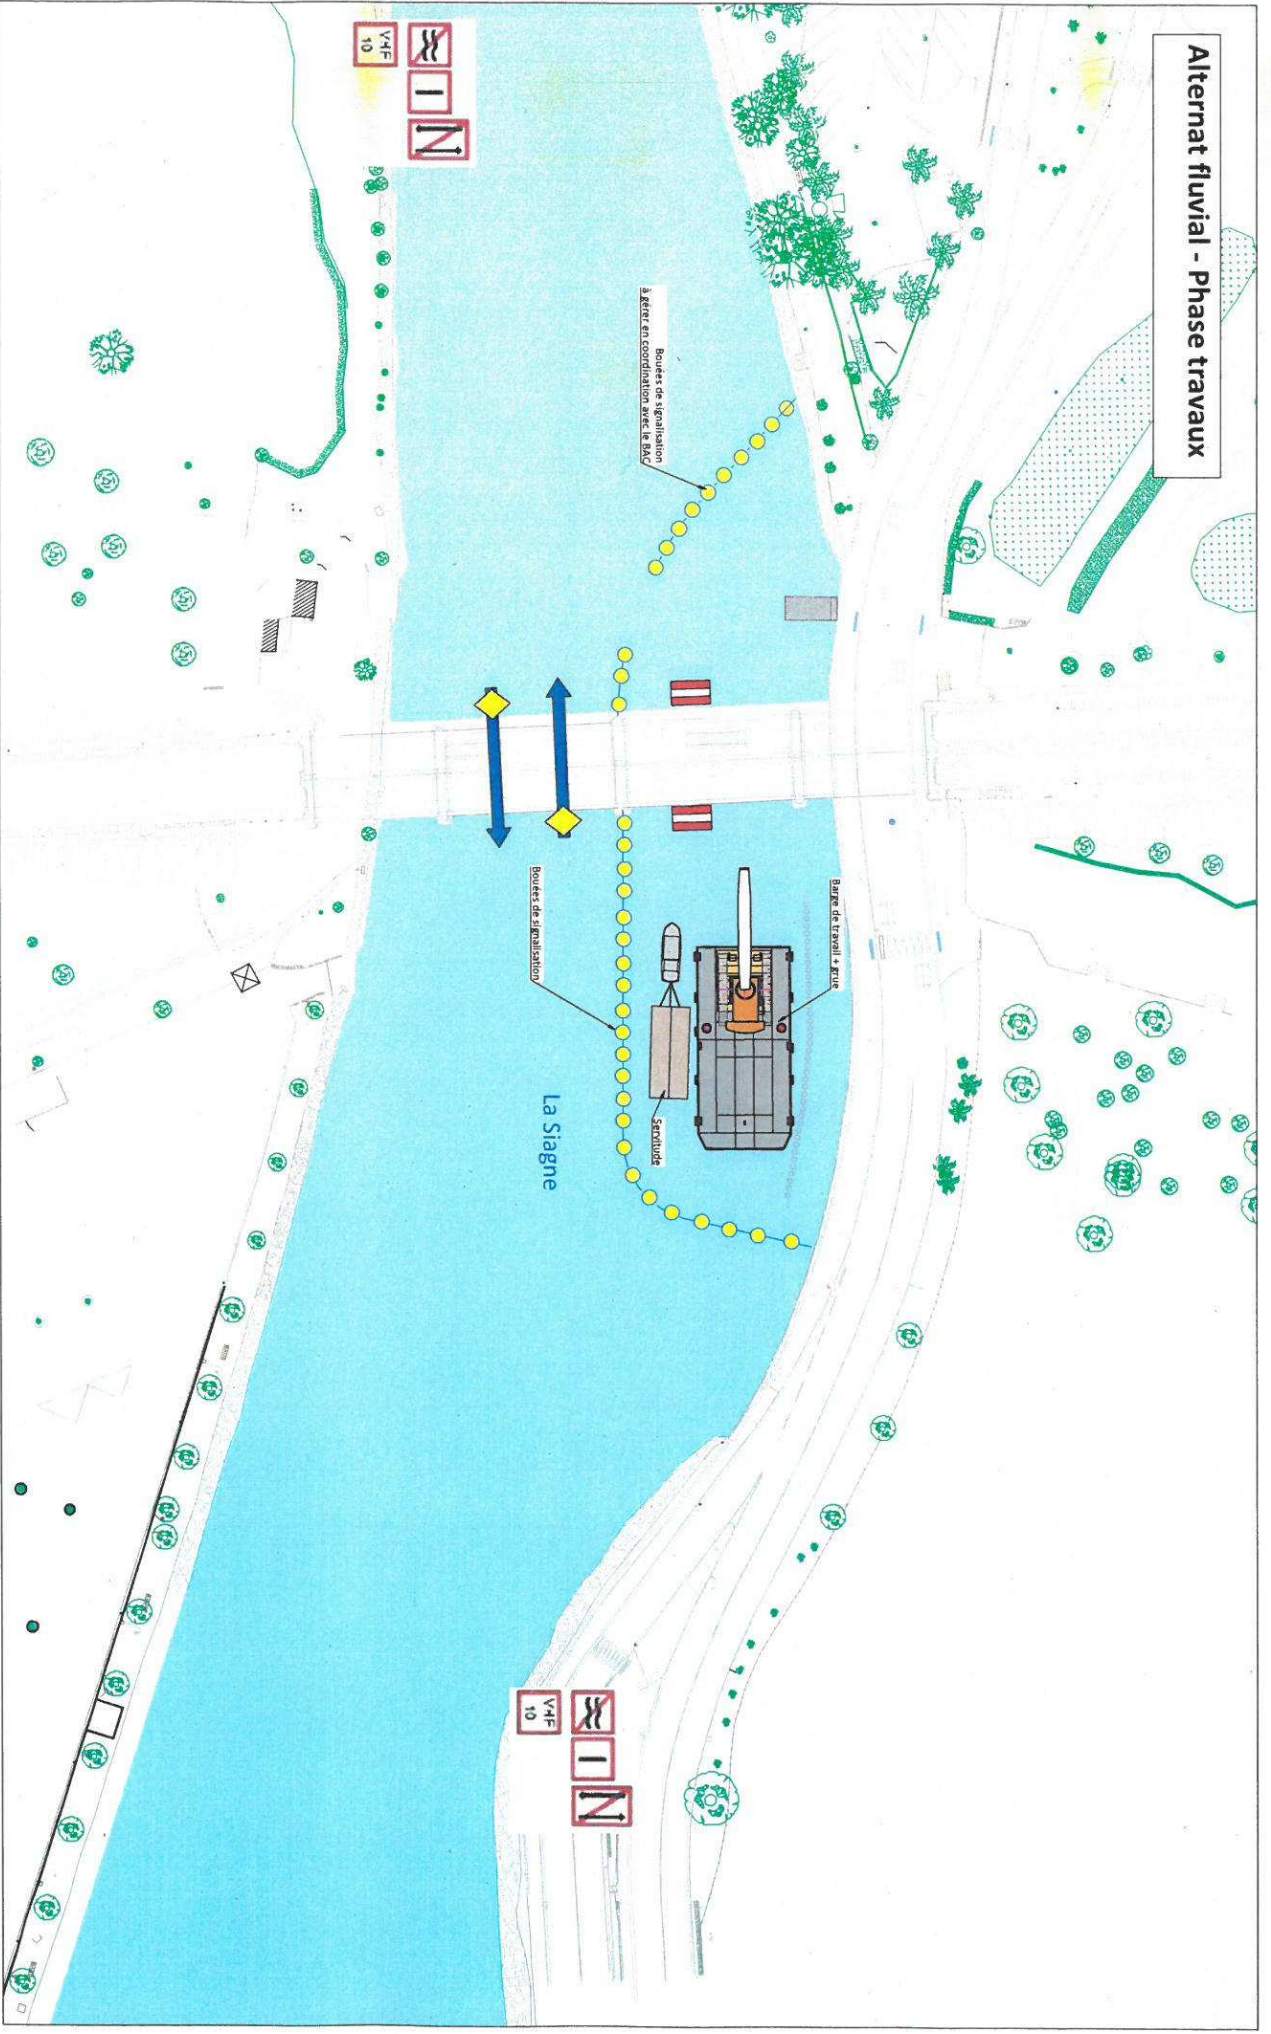 Alternat fluvial - Phase travaux
Bouées de signalisation
à gérer en coordination avec le BAC
Barge de travail + grue
Bouées de signalisation
Servitude
La Siagne
VHF
10
VHF
10